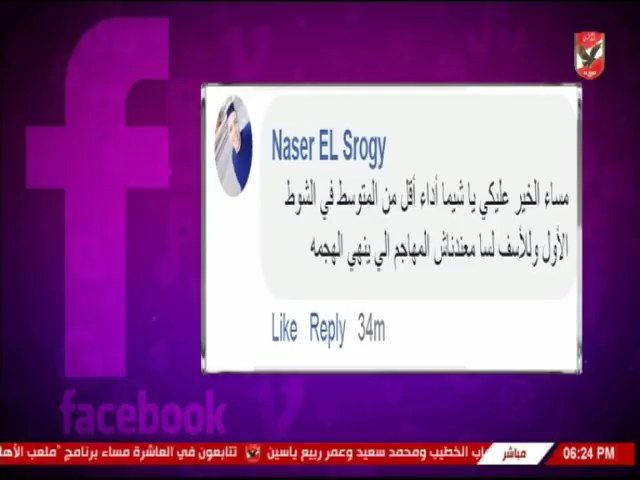 Naser EL Srogy
مساء الخير عليكي يا شيما أداء أقل من المتوسط في الشوط
الأول وللأسف لسا معندناش المهاجم الي ينهي الهجمه
Like Reply 34m
facebook
اب الخطيب ومحمد سعيد وعمر ربيع ياسين تتابعون في العاشرة مساء برنامج "ملعب الأها
مباشر
06:24 PM